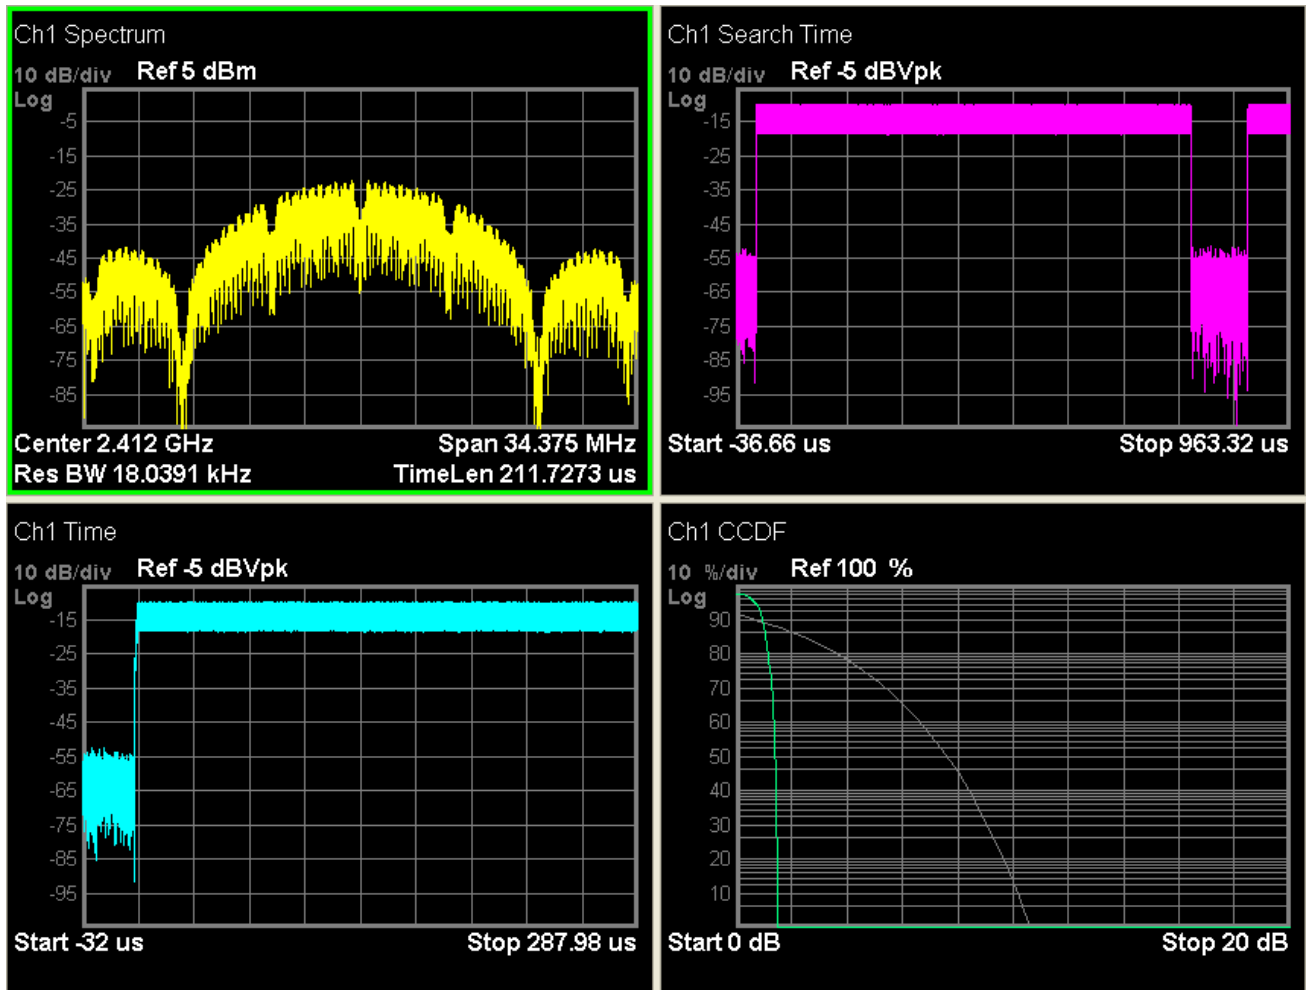 Ch1 Spectrum
10 dB/div Ref 5 dBm
Log
-5
-15
-25
-35
-45
-55
-65
-75
-85
Center 2.412 GHz Span 34.375 MHz
Res BW 18.0391 kHz TimeLen 211.7273 us
Ch1 Search Time
10 dB/div Ref -5 dBVpk
Log
-15
-25
-35
-45
-55
-65
-75
-85
-95
Start -36.66 us Stop 963.32 us
Ch1 Time
10 dB/div Ref -5 dBVpk
Log
-15
-25
-35
-45
-55
-65
-75
-85
-95
Start -32 us Stop 287.98 us
Ch1 CCDF
10 %/div Ref 100 %
Log
90
80
70
60
50
40
30
20
10
Start 0 dB Stop 20 dB